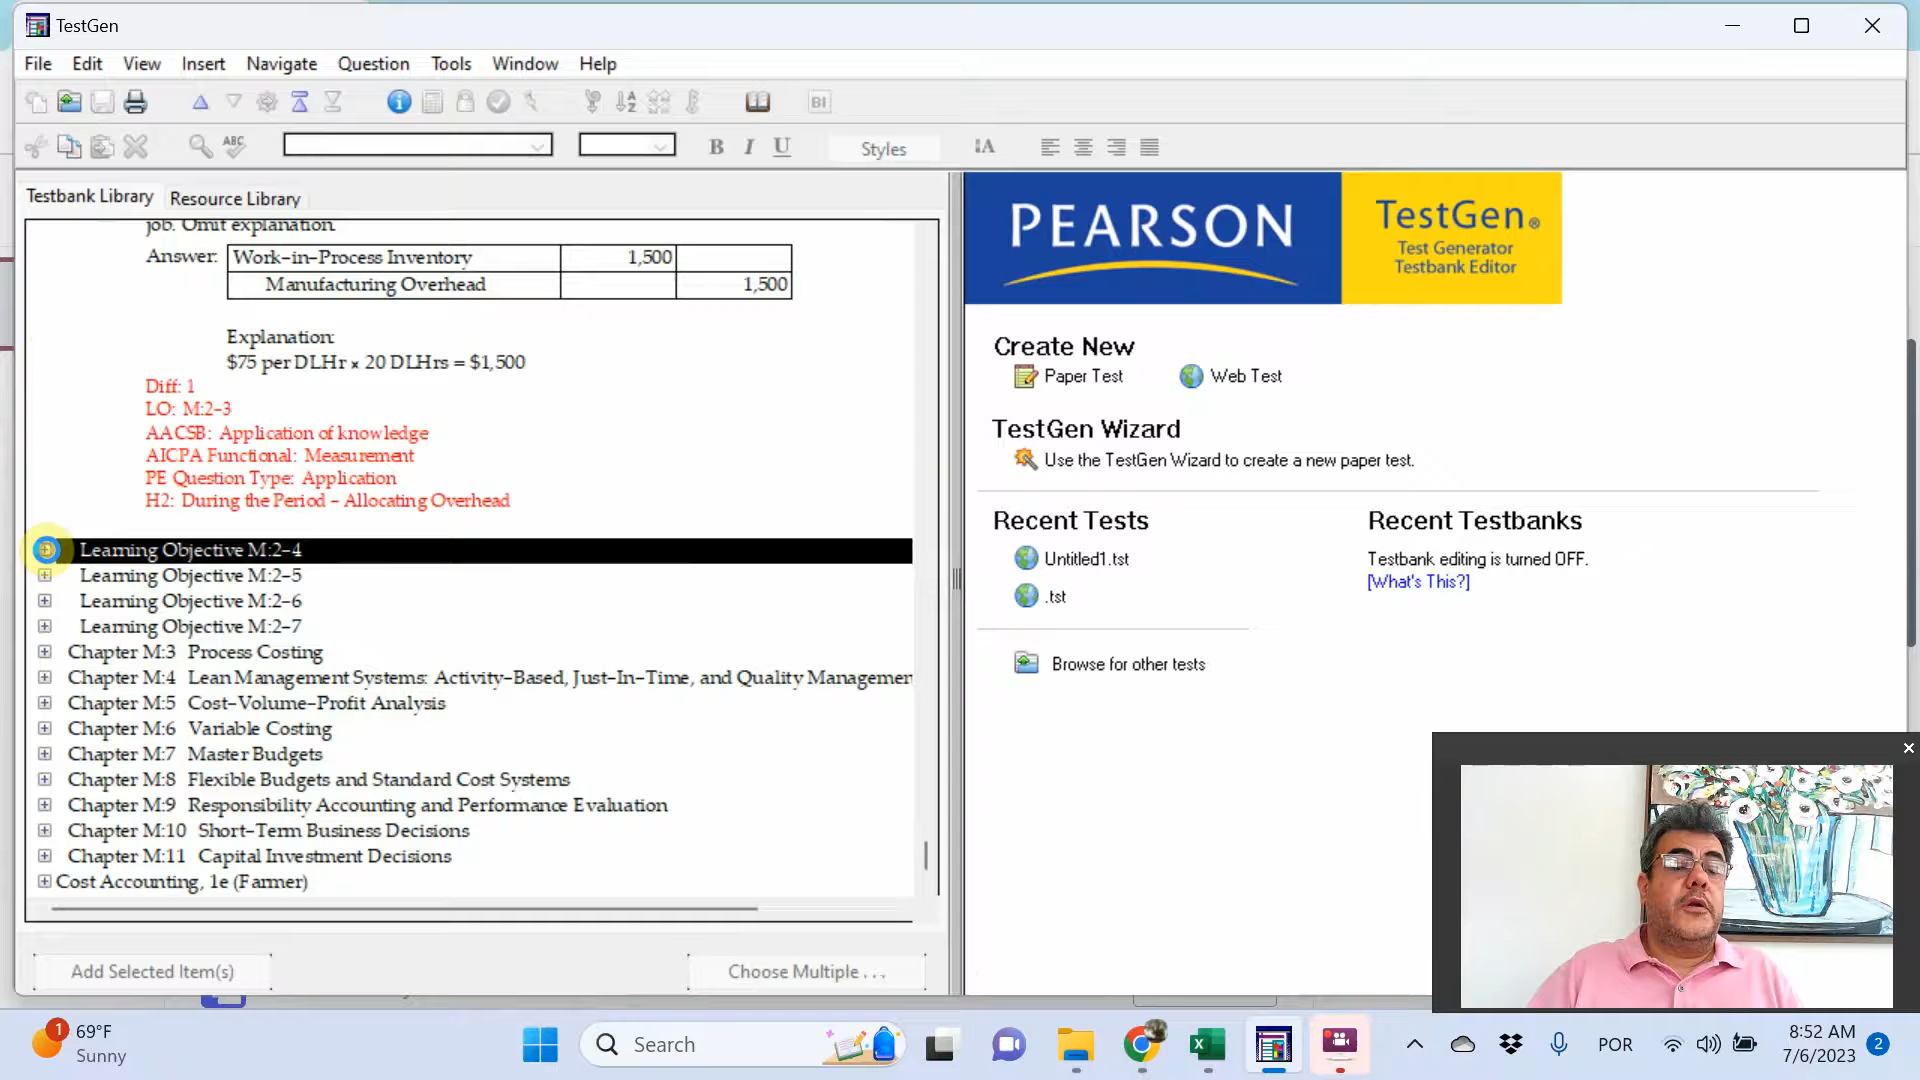 TestGen
File Edit View Insert Navigate Question Tools Window Help
BI
ABC
B I U Styles IA
Testbank Library Resource Library
job. Omit explanation.
Answer: Work-in-Process Inventory 1,500
Manufacturing Overhead 1,500
Explanation:
$75 per DLHr × 20 DLHrs = $1,500
Diff: 1
LO: M:2-3
AACSB: Application of knowledge
AICPA Functional: Measurement
PE Question Type: Application
H2: During the Period - Allocating Overhead
Learning Objective M:2-4
Learning Objective M:2-5
Learning Objective M:2-6
Learning Objective M:2-7
Chapter M:3 Process Costing
Chapter M:4 Lean Management Systems: Activity-Based, Just-In-Time, and Quality Managemen
Chapter M:5 Cost-Volume-Profit Analysis
Chapter M:6 Variable Costing
Chapter M:7 Master Budgets
Chapter M:8 Flexible Budgets and Standard Cost Systems
Chapter M:9 Responsibility Accounting and Performance Evaluation
Chapter M:10 Short-Term Business Decisions
Chapter M:11 Capital Investment Decisions
Cost Accounting, 1e (Farmer)
Add Selected Item(s) Choose Multiple . . .
PEARSON
TestGen®
Test Generator
Testbank Editor
Create New
Paper Test Web Test
TestGen Wizard
Use the TestGen Wizard to create a new paper test.
Recent Tests
Untitled1.tst
.tst
Browse for other tests
Recent Testbanks
Testbank editing is turned OFF.
[What's This?]
1
69°F
Sunny
Search
POR
8:52 AM
7/6/2023
2